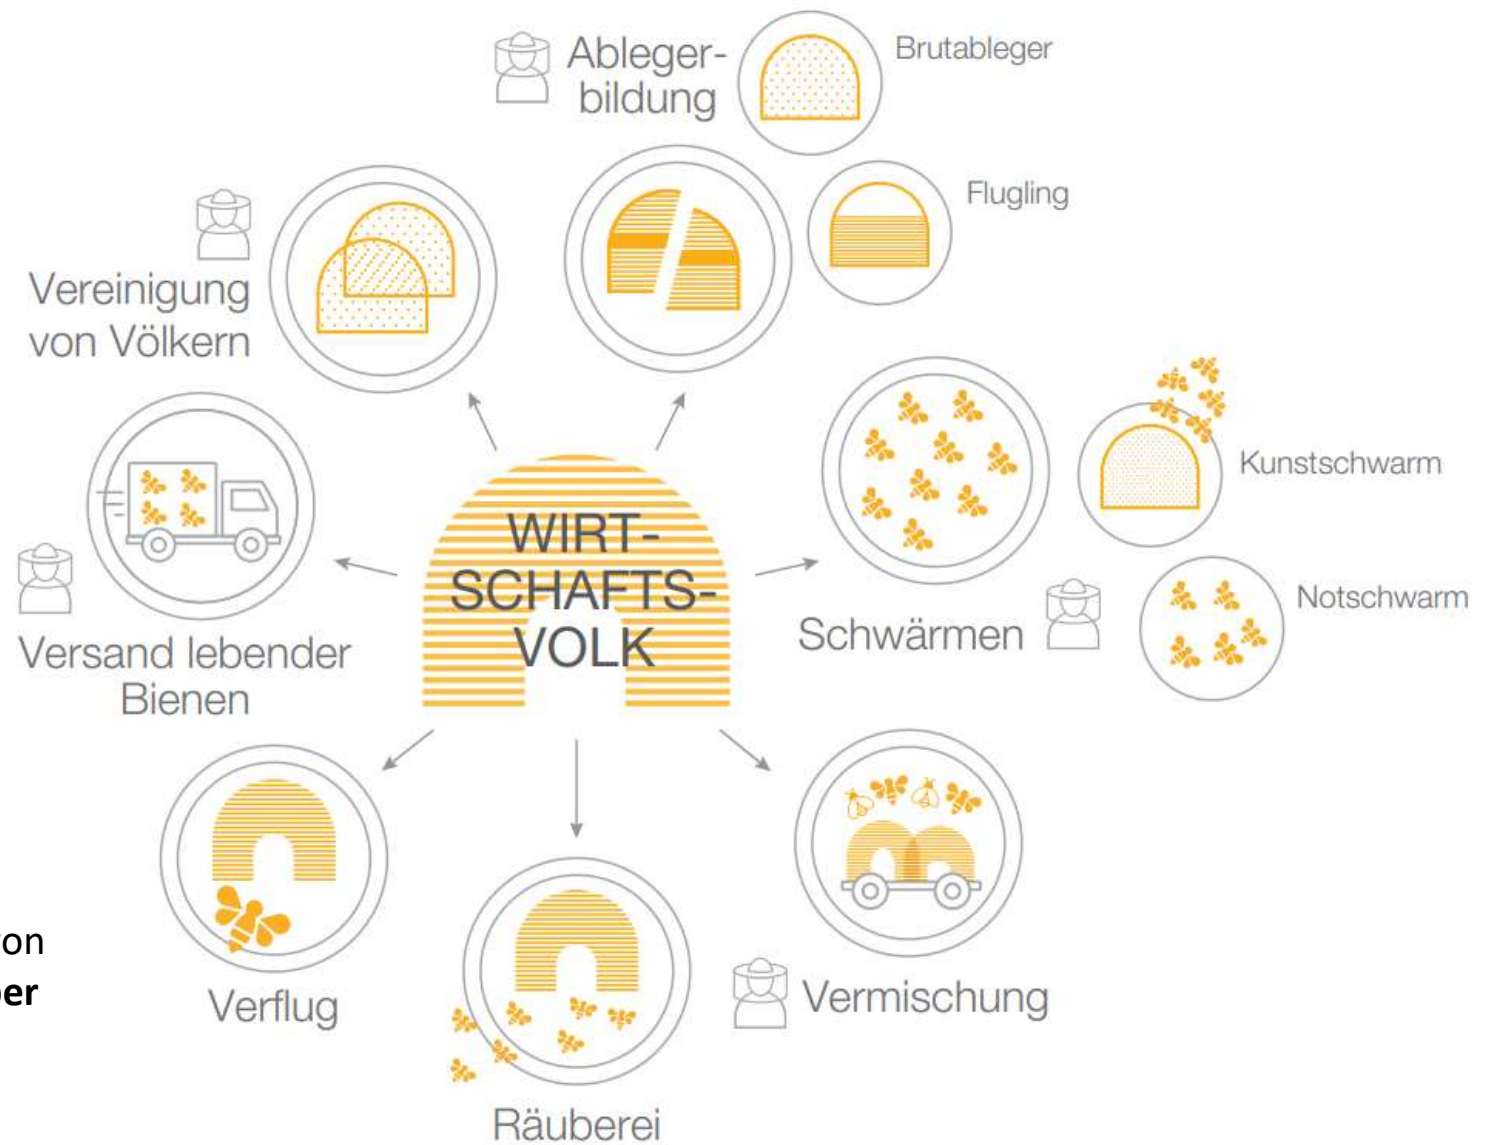 Ableger-
bildung
Brutableger
Flugling
Vereinigung
von Völkern
Kunstschwarm
Notschwarm
Schwärmen
WIRT-
SCHAFTS-
VOLK
Versand lebender
Bienen
Verflug
Vermischung
Räuberei